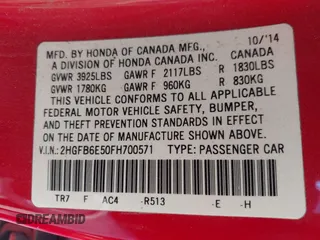 MFD. BY HONDA OF CANADA MFG., 10/'14
A DIVISION OF HONDA CANADA INC. CANADA
GVWR 3925LBS GAWR F 2117LBS R 1830LBS
GVWR 1780KG GAWR F 960KG R 830KG
THIS VEHICLE CONFORMS TO ALL APPLICABLE
FEDERAL MOTOR VEHICLE SAFETY, BUMPER,
AND THEFT PREVENTION STANDARDS IN EFFECT
ON THE DATE OF MANUFACTURE SHOWN ABOVE.
V.I.N.: 2HGFB6E50FH700571 TYPE: PASSENGER CAR
TR7 F AC4 -R513 -E -H
DREAMBID